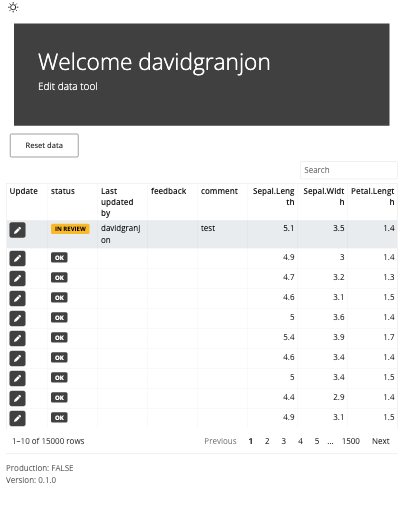 Welcome davidgranjon
Edit data tool
Reset data
Search
Update status Last updated by feedback comment Sepal.Length Sepal.Width Petal.Length
IN REVIEW davidgranjon test 5.1 3.5 1.4
OK 4.9 3 1.4
OK 4.7 3.2 1.3
OK 4.6 3.1 1.5
OK 5 3.6 1.4
OK 5.4 3.9 1.7
OK 4.6 3.4 1.4
OK 5 3.4 1.5
OK 4.4 2.9 1.4
OK 4.9 3.1 1.5
1–10 of 15000 rows Previous 1 2 3 4 5 ... 1500 Next
Production: FALSE
Version: 0.1.0